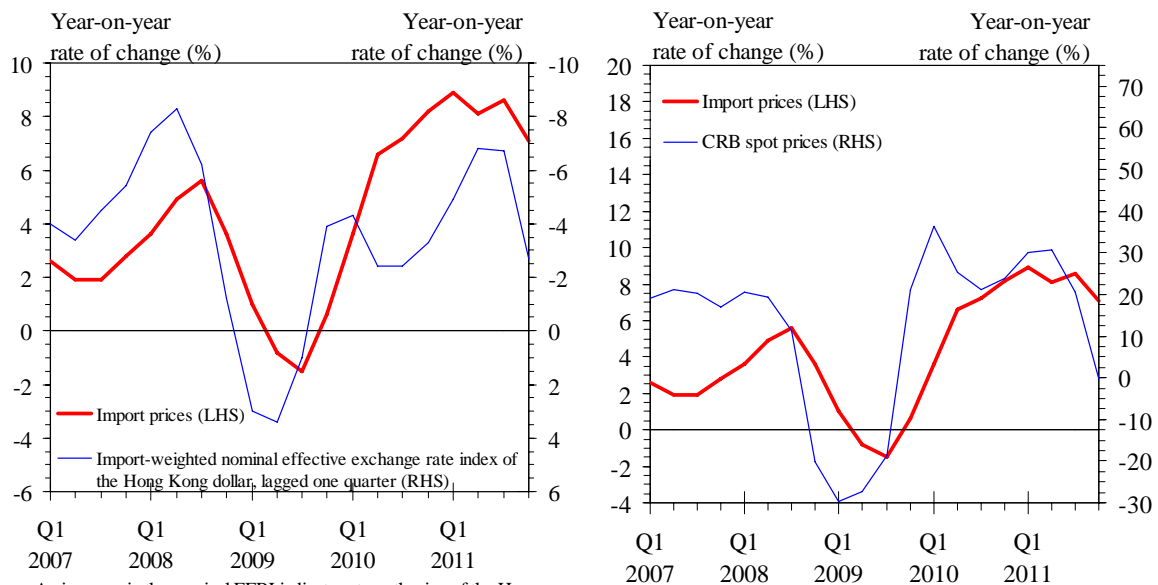 Year-on-year
rate of change (%)
Year-on-year
rate of change (%)
10
8
6
4
2
0
-2
-4
-6
-10
-8
-6
-4
-2
0
2
4
6
Import prices (LHS)
Import-weighted nominal effective exchange rate index of
the Hong Kong dollar, lagged one quarter (RHS)
Q1
2007
Q1
2008
Q1
2009
Q1
2010
Q1
2011
Year-on-year
rate of change (%)
Year-on-year
rate of change (%)
20
18
16
14
12
10
8
6
4
2
0
-2
-4
70
60
50
40
30
20
10
0
-10
-20
-30
Import prices (LHS)
CRB spot prices (RHS)
Q1
2007
Q1
2008
Q1
2009
Q1
2010
Q1
2011